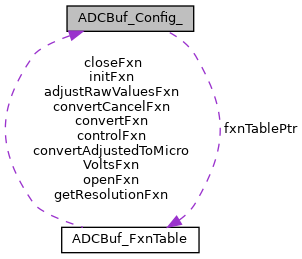 ADCBuf_Config_
closeFxn
initFxn
adjustRawValuesFxn
convertCancelFxn
convertFxn
controlFxn
convertAdjustedToMicro
VoltsFxn
openFxn
getResolutionFxn
fxnTablePtr
ADCBuf_FxnTable